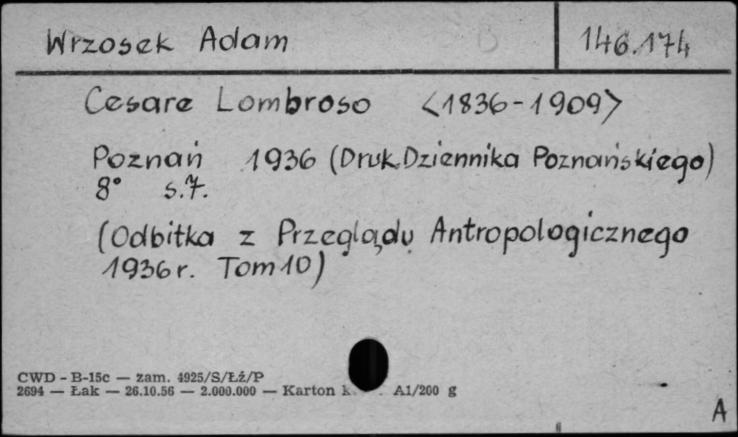 Wrzosek Adam
146.174
Cesare Lombroso <1836-1909>
Poznań 1936 (Druk.Dziennika Poznańskiego)
8° s.7.
(Odbitka z Przeglądu Antropologicznego
1936 r. Tom 10)
CWD - B-15c — zam. 4925/S/Łż/P
2694 — Łak — 26.10.56 — 2.000.000 — Karton A1/200 g
A